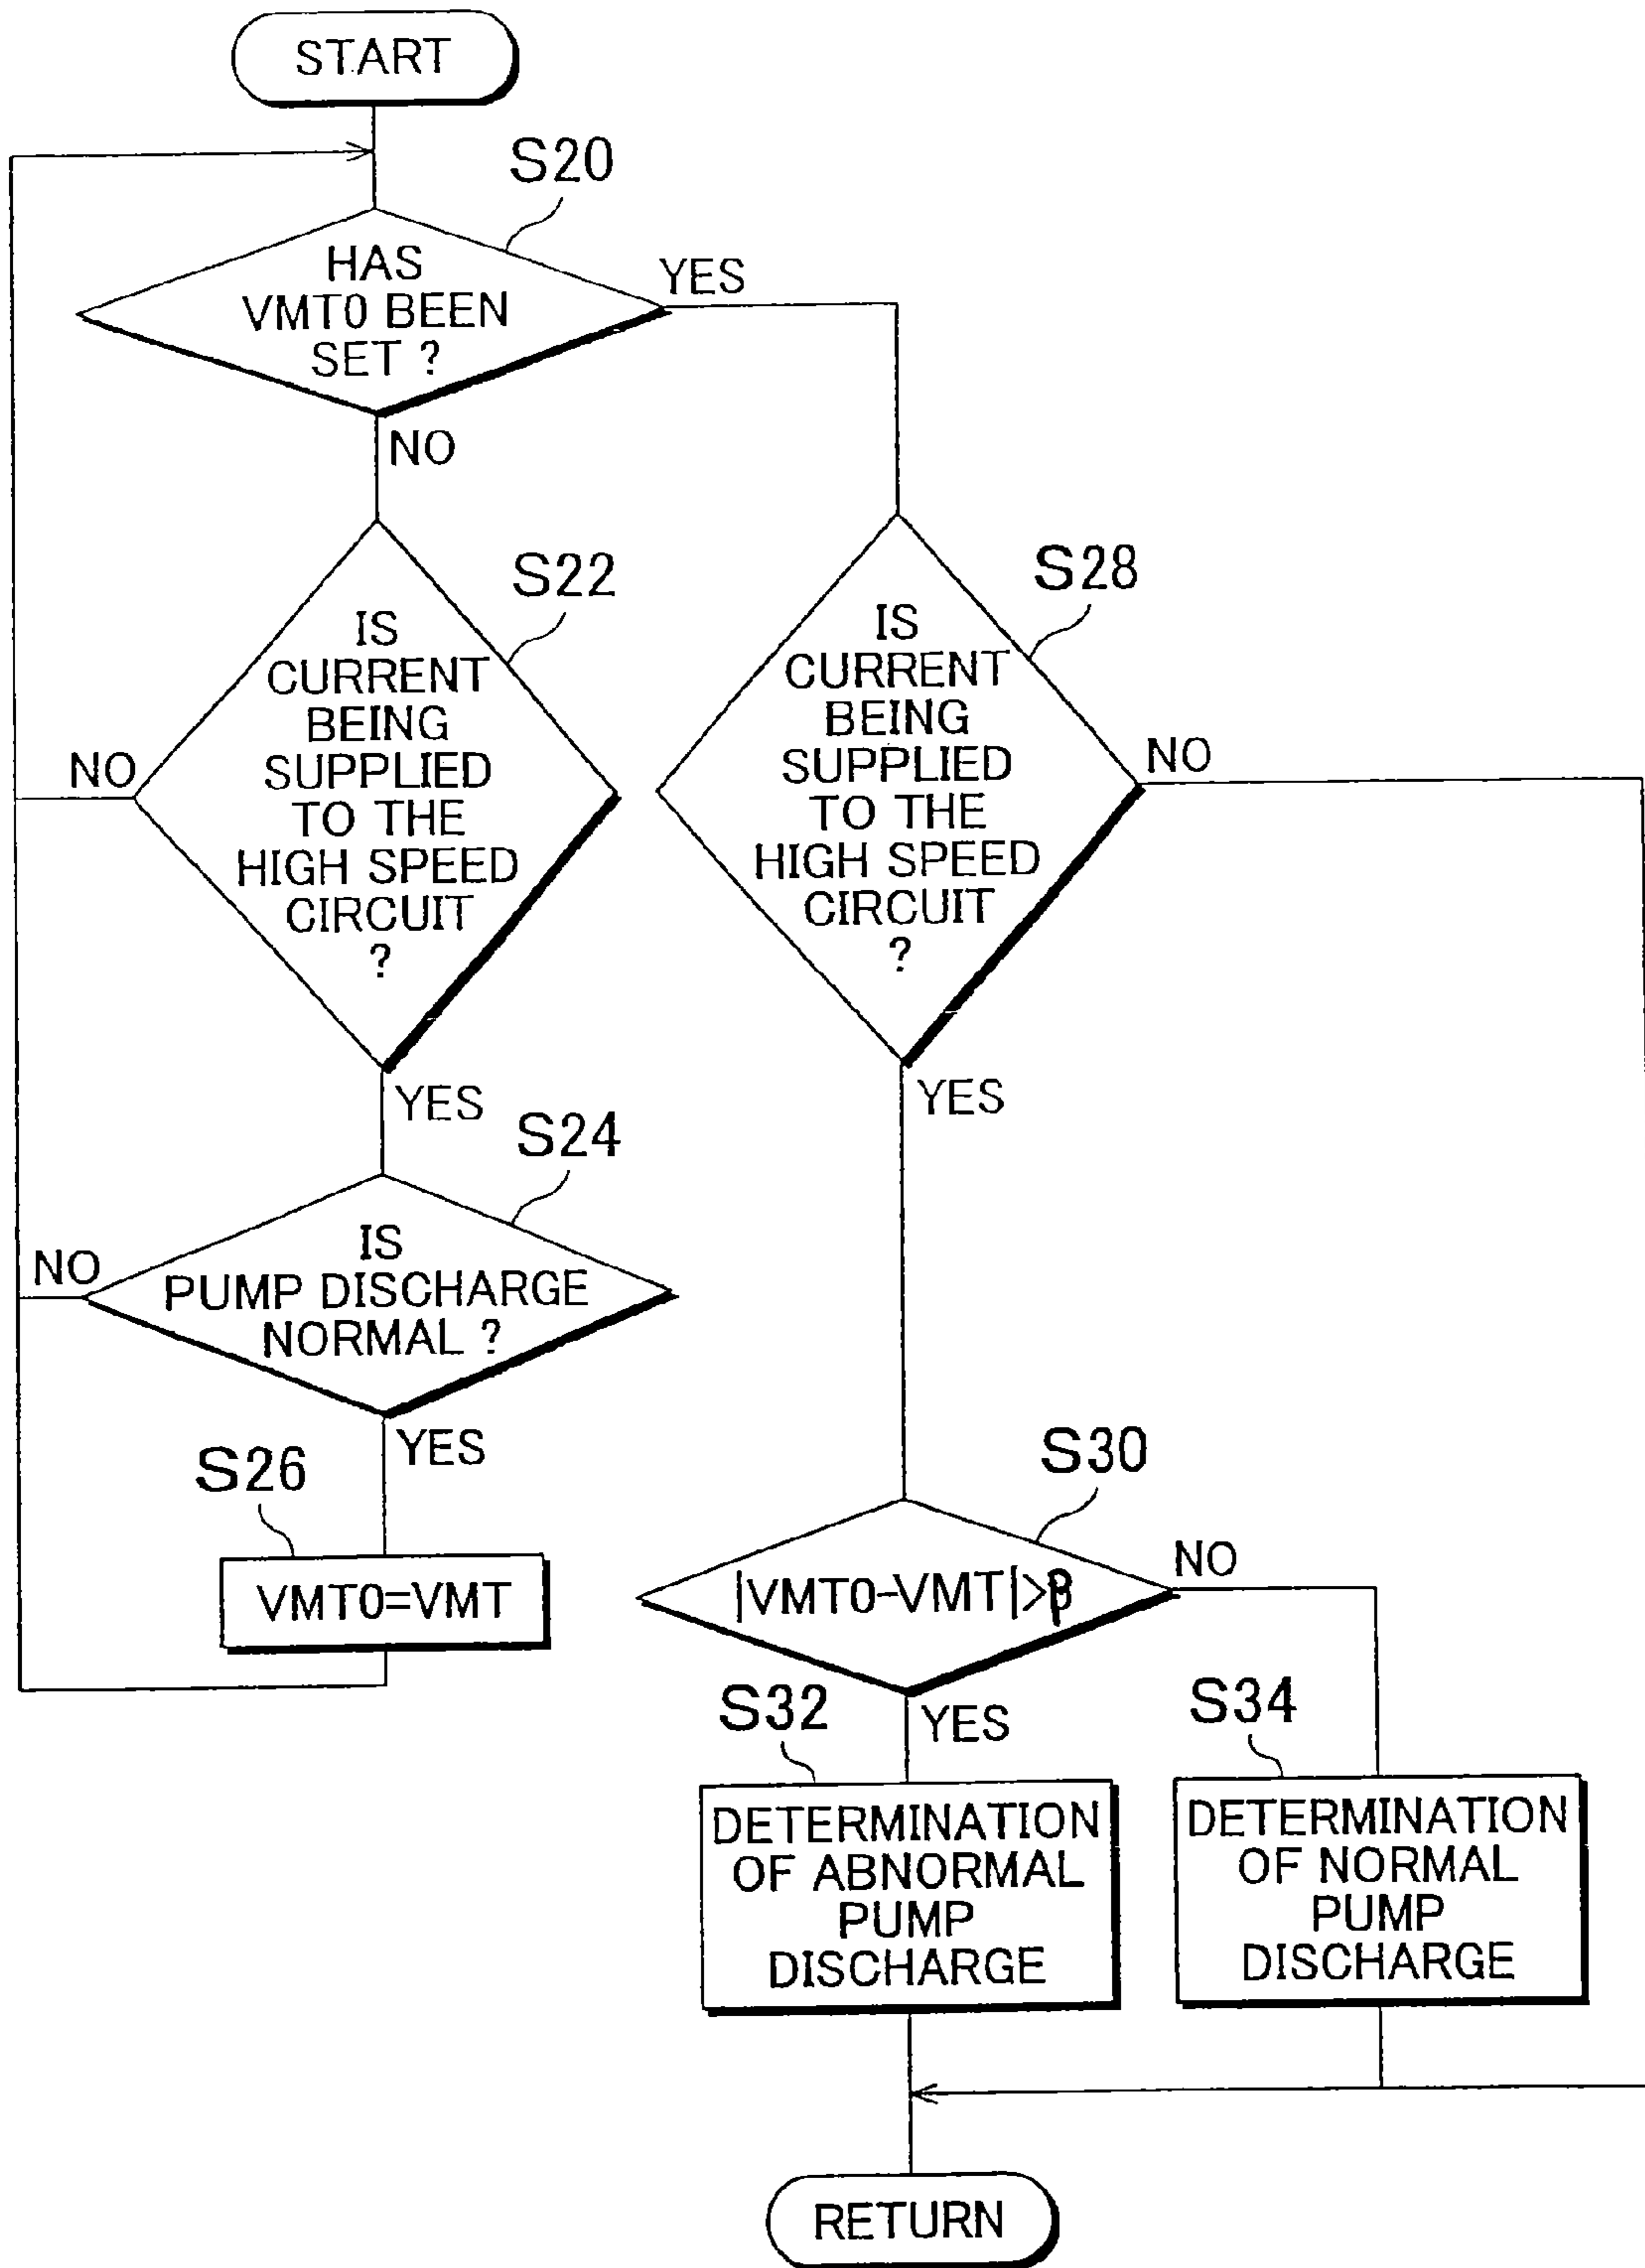 START
S20
HAS
VMT0 BEEN
SET ?
YES
NO
S22
IS
CURRENT
BEING
SUPPLIED
TO THE
HIGH SPEED
CIRCUIT
?
NO
YES
S24
IS
PUMP DISCHARGE
NORMAL ?
NO
YES
S26
VMT0=VMT
S28
IS
CURRENT
BEING
SUPPLIED
TO THE
HIGH SPEED
CIRCUIT
?
NO
YES
S30
|VMT0-VMT|>β
NO
YES
S32
DETERMINATION
OF ABNORMAL
PUMP
DISCHARGE
S34
DETERMINATION
OF NORMAL
PUMP
DISCHARGE
RETURN